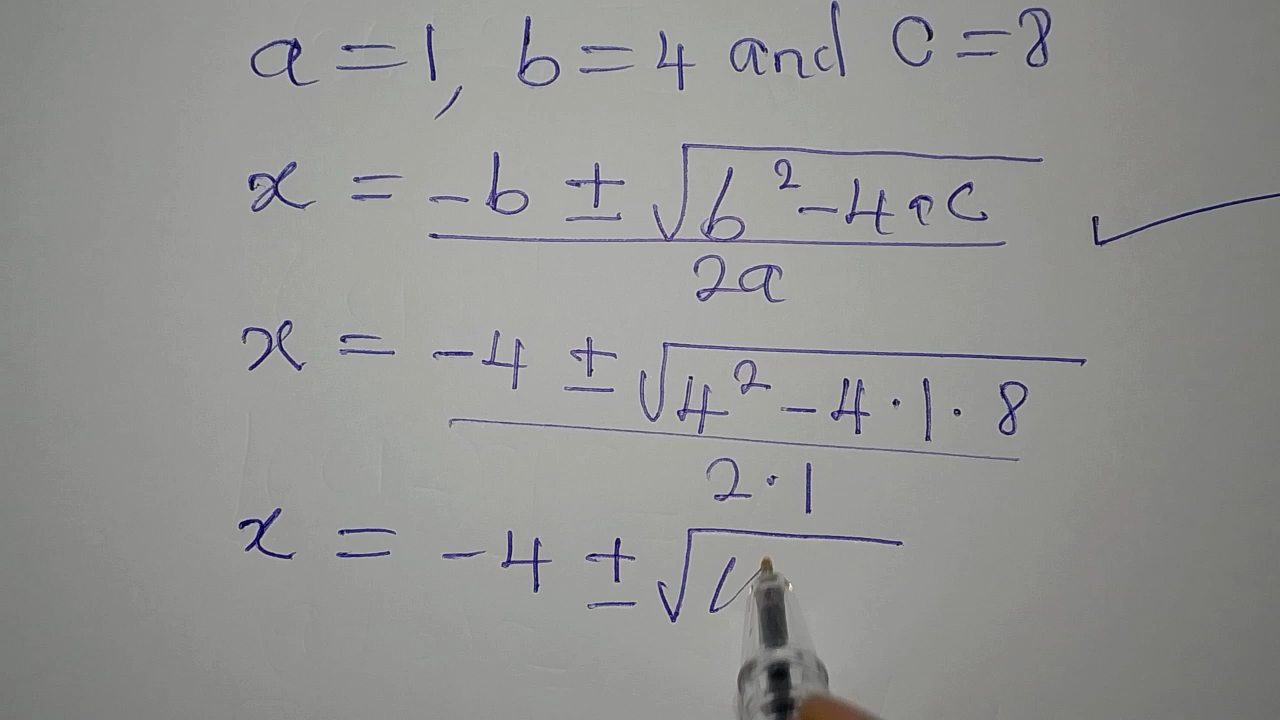 a = 1, b = 4 and c = 8
x = -b ± √(b² - 4ac) / 2a
x = -4 ± √(4² - 4·1·8) / 2·1
x = -4 ± √